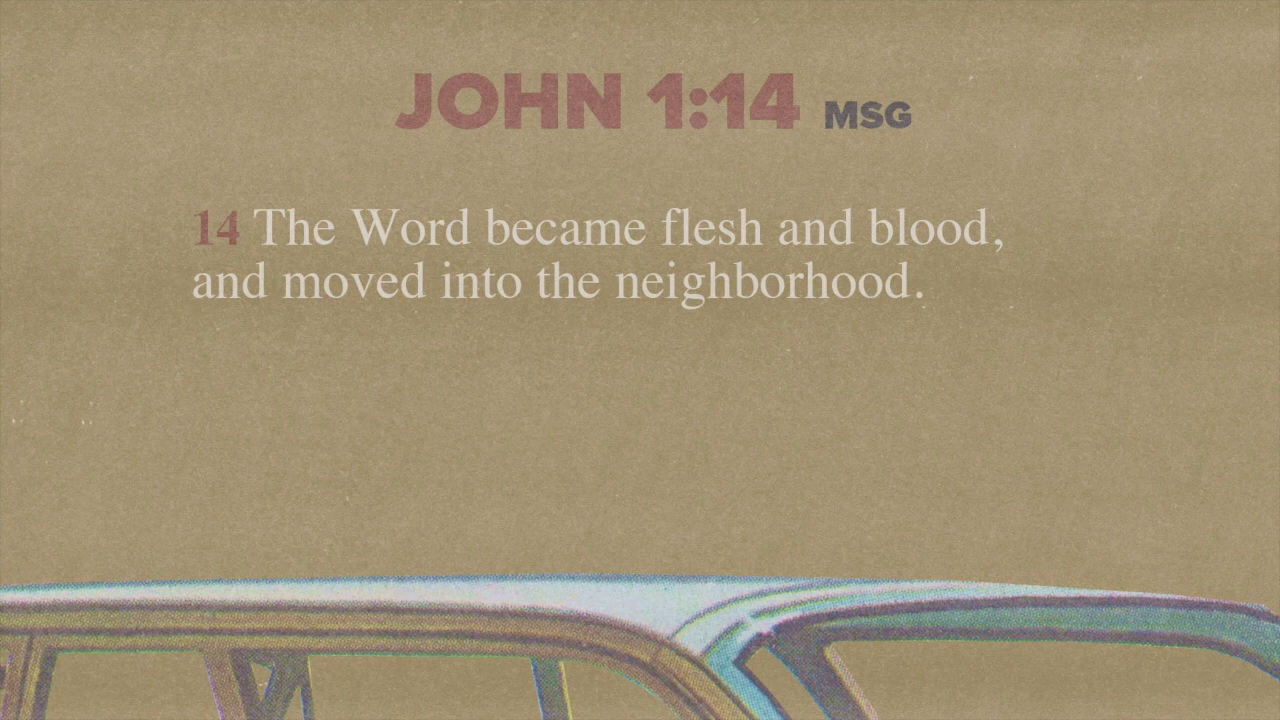 JOHN 1:14 MSG
14 The Word became flesh and blood,
and moved into the neighborhood.